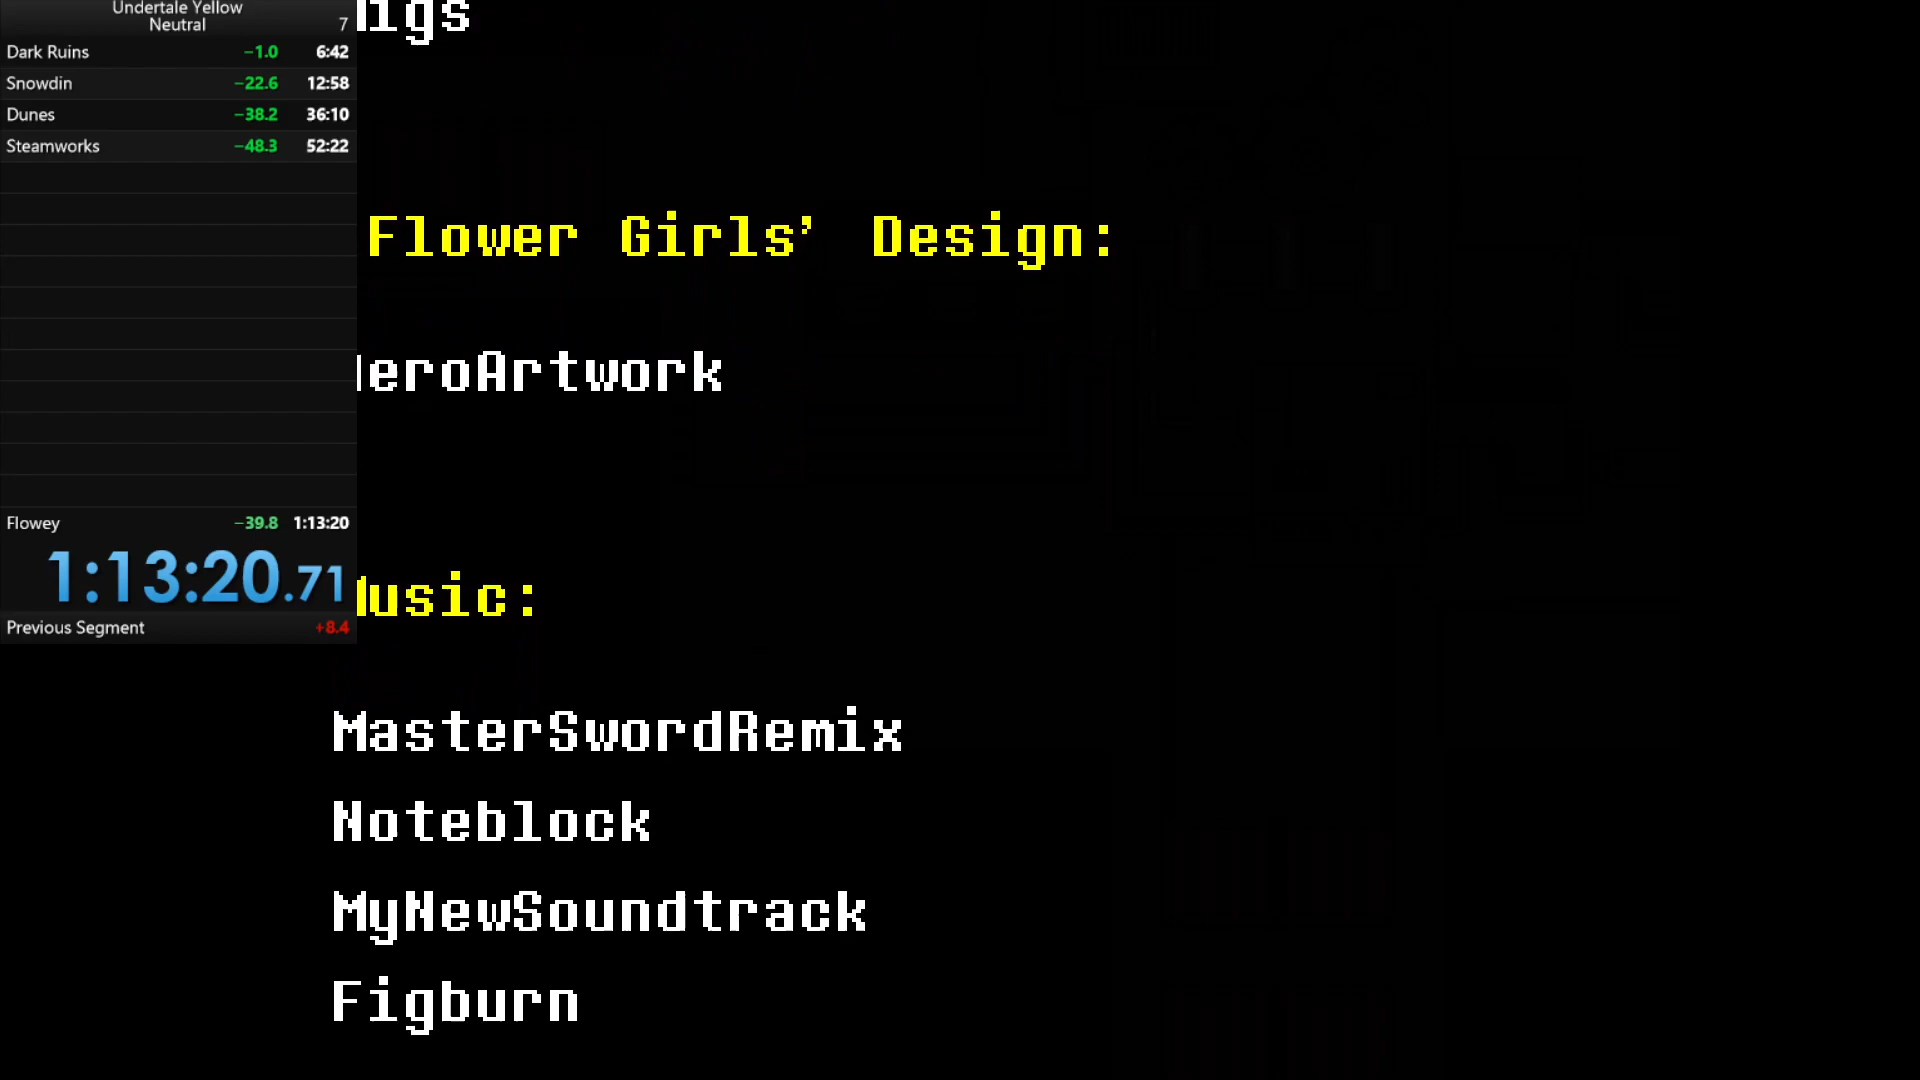 Undertale Yellow
Neutral 7
Dark Ruins −1.0 6:42
Snowdin −22.6 12:58
Dunes −38.2 36:10
Steamworks −48.3 52:22
Flowey −39.8 1:13:20
1:13:20.71
Previous Segment +8.4
Flower Girls' Design:
eroArtwork
usic:
MasterSwordRemix
Noteblock
MyNewSoundtrack
Figburn